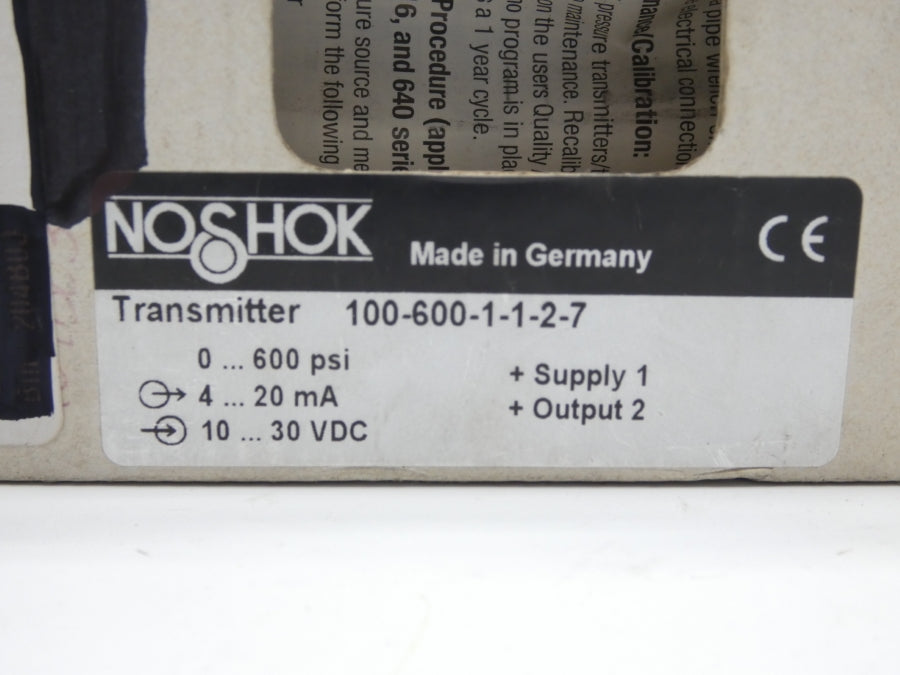 NOSHOK
Made in Germany
CE
Transmitter 100-600-1-1-2-7
0 ... 600 psi
4 ... 20 mA
10 ... 30 VDC
+ Supply 1
+ Output 2
pipe
electrical connectio
Calibration:
pressure transmitters/
maintenance. Recalib
on the users Quality
no program is in pla
s a 1 year cycle.
Procedure (appl
6, and 640 serie
ure source and me
form the following
r